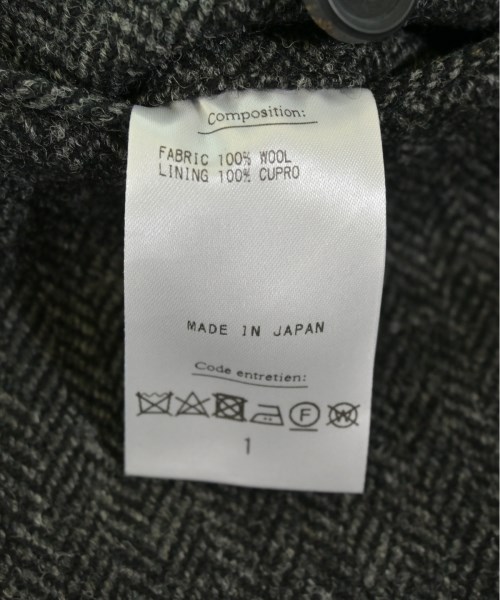 Composition:
FABRIC 100% WOOL
LINING 100% CUPRO
MADE IN JAPAN
Code entretien:
F W
1